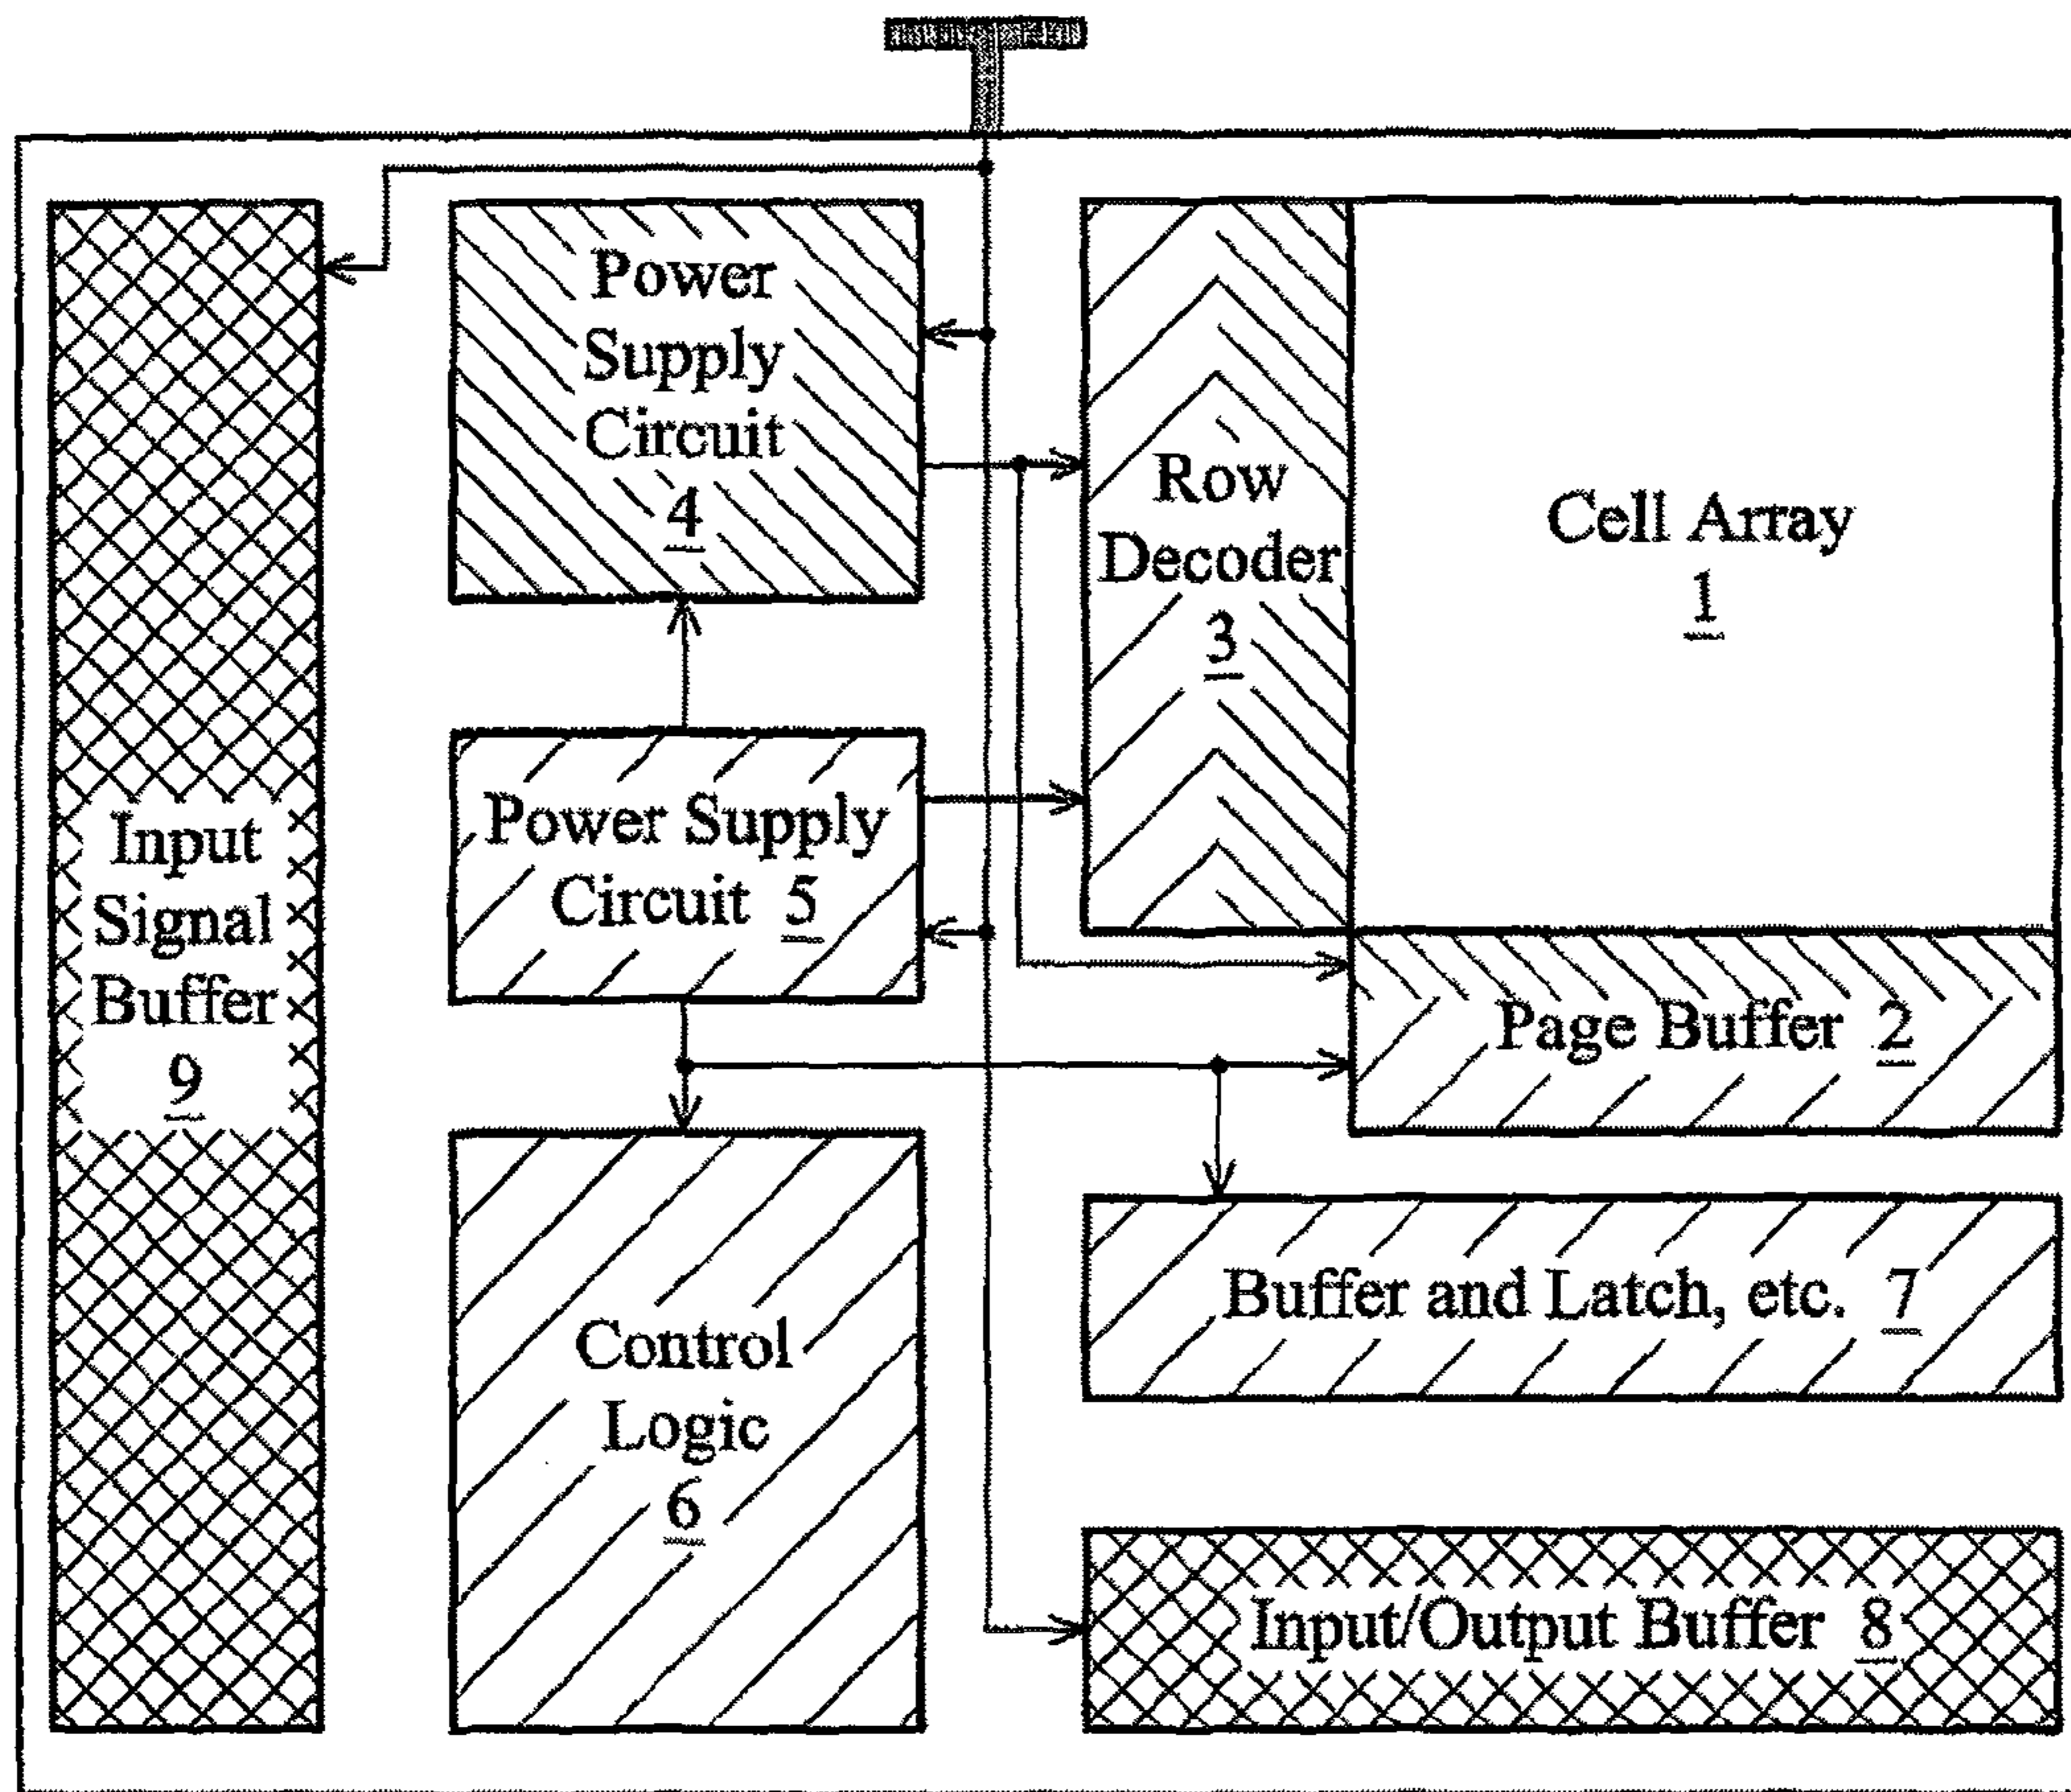 Power
Supply
Circuit
4
Row
Decoder
3
Cell Array
1
Power Supply
Circuit 5
Input
Signal
Buffer
9
Page Buffer 2
Control
Logic
6
Buffer and Latch, etc. 7
Input/Output Buffer 8